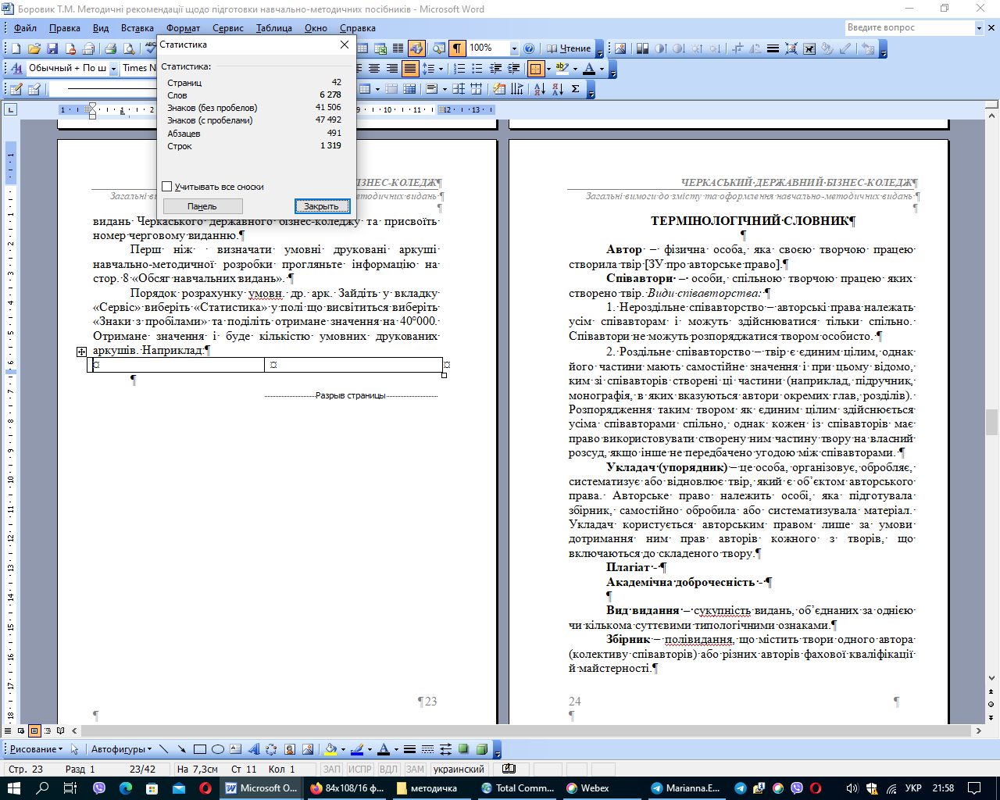 Боровик Т.М. Методичні рекомендації щодо підготовки навчально-методичних посібників - Microsoft Word
Файл Правка Вид Вставка Формат Сервис Таблица Окно Справка
Введите вопрос
100%
Чтение
Обычный + По ш
Times N
Статистика
Статистика:
Страниц 42
Слов 6 278
Знаков (без пробелов) 41 506
Знаков (с пробелами) 47 492
Абзацев 491
Строк 1 319
Учитывать все сноски
Панель
Закрыть
ІЗНЕС-КОЛЕДЖ¶
Загальні ви
методичних видань·¶
¶
видань Черкаського державного бізнес-коледжу та присвоїть
номер черговому виданню.¶
Перш ніж визначати умовні друковані аркуші
навчально-методичної розробки прогляньте інформацію на
стор. 8 «Обсяг навчальних видань». ¶
Порядок розрахунку умовн. др. арк. Зайдіть у вкладку
«Сервіс» виберіть «Статистика» у полі що висвітиться виберіть
«Знаки з пробілами» та поділіть отримане значення на 40°000.
Отримане значення і буде кількістю умовних друкованих
аркушів. Наприклад:¶
¤ ¤ ¤
¶
Разрыв страницы
¶23
¶
ЧЕРКАСЬКИЙ·ДЕРЖАВНИЙ·БІЗНЕС-КОЛЕДЖ¶
Загальні вимоги до змісту та оформлення навчально-методичних видань·¶
¶
ТЕРМІНОЛОГІЧНИЙ·СЛОВНИК¶
¶
Автор – фізична особа, яка своєю творчою працею
створила твір [ЗУ про авторське право].¶
Співавтори – особи, спільною творчою працею яких
створено твір. Види співавторства: ¶
1. Нероздільне співавторство – авторські права належать
усім співавторам і можуть здійснюватися тільки спільно.
Співавтори не можуть розпоряджатися твором особисто. ¶
2. Роздільне співавторство – твір є єдиним цілим, однак
його частини мають самостійне значення і при цьому відомо,
ким зі співавторів створені ці частини (наприклад, підручник,
монографія, в яких вказуються автори окремих глав, розділів).
Розпорядження таким твором як єдиним цілим здійснюється
усіма співавторами спільно, однак кожен із співавторів має
право використовувати створену ним частину твору на власний
розсуд, якщо інше не передбачено угодою між співавторами. ¶
Укладач (упорядник) – це особа, організовує, обробляє,
систематизує або відновлює твір, який є об’єктом авторського
права. Авторське право належить особі, яка підготувала
збірник, самостійно обробила або систематизувала матеріал.
Укладач користується авторським правом лише за умови
дотримання ним прав авторів кожного з творів, що
включаються до складеного твору.¶
Плагіат - ¶
Академічна доброчесність - ¶
¶
Вид видання – сукупність видань, об’єднаних за однією
чи кількома суттєвими типологічними ознаками.¶
Збірник – полівидання, що містить твори одного автора
(колективу співавторів) або різних авторів фахової кваліфікації
й майстерності.¶
24 ¶
¶
Рисование Автофигуры
Стр. 23 Разд 1 23/42 На 7,3см Ст 11 Кол 1 ЗАП ИСПР ВДЛ ЗАМ украинский
Microsoft O... 84x108/16 ф... методичка Total Comm... Webex Marianna.E... УКР 21:58